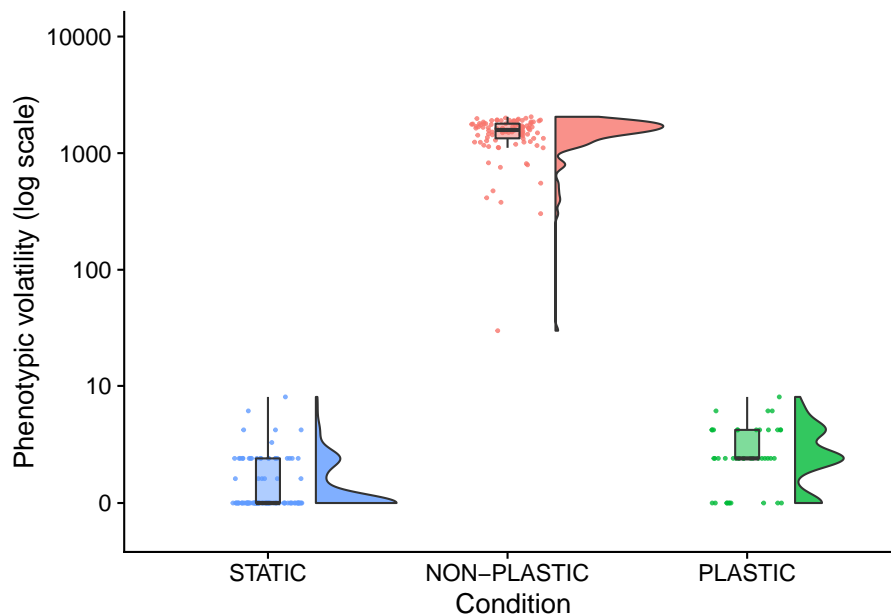 Phenotypic volatility (log scale)
10000
1000
100
10
0
STATIC
NON−PLASTIC
PLASTIC
Condition